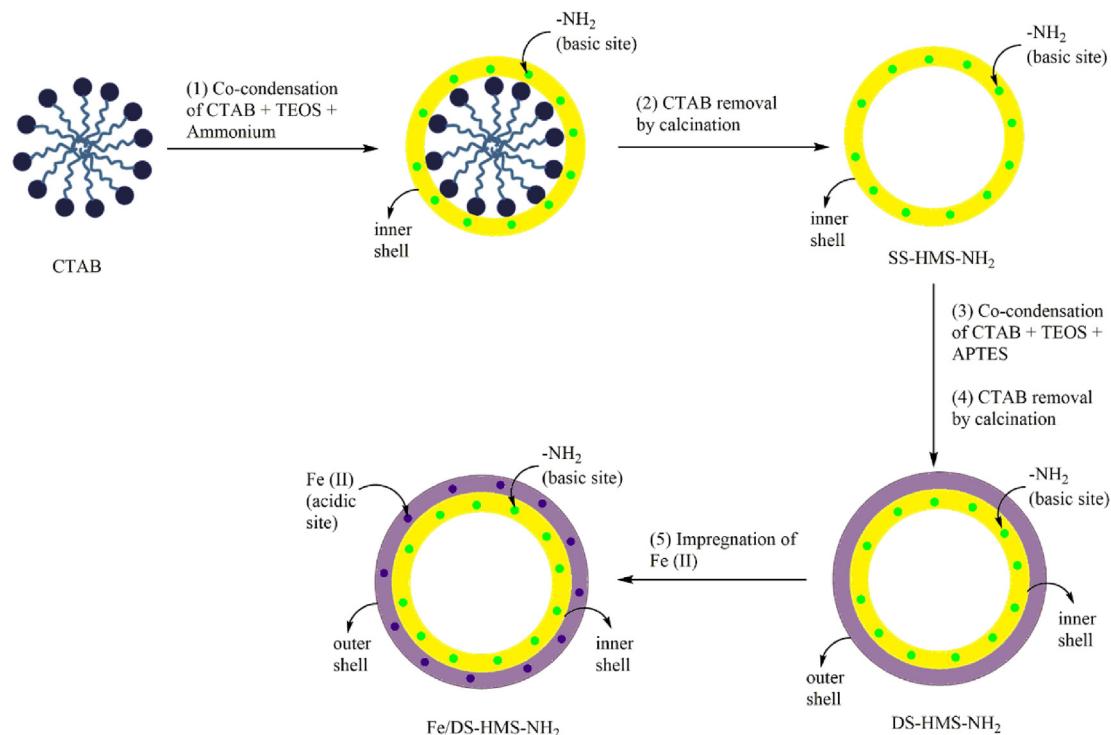 -NH2
(basic site)
(1) Co-condensation
of CTAB + TEOS +
Ammonium
inner
shell
CTAB
(2) CTAB removal
by calcination
-NH2
(basic site)
inner
shell
SS-HMS-NH2
(3) Co-condensation
of CTAB + TEOS +
APTES
(4) CTAB removal
by calcination
-NH2
(basic site)
inner
shell
outer
shell
DS-HMS-NH2
(5) Impregnation of
Fe (II)
Fe (II)
(acidic
site)
-NH2
(basic site)
outer
shell
inner
shell
Fe/DS-HMS-NH2